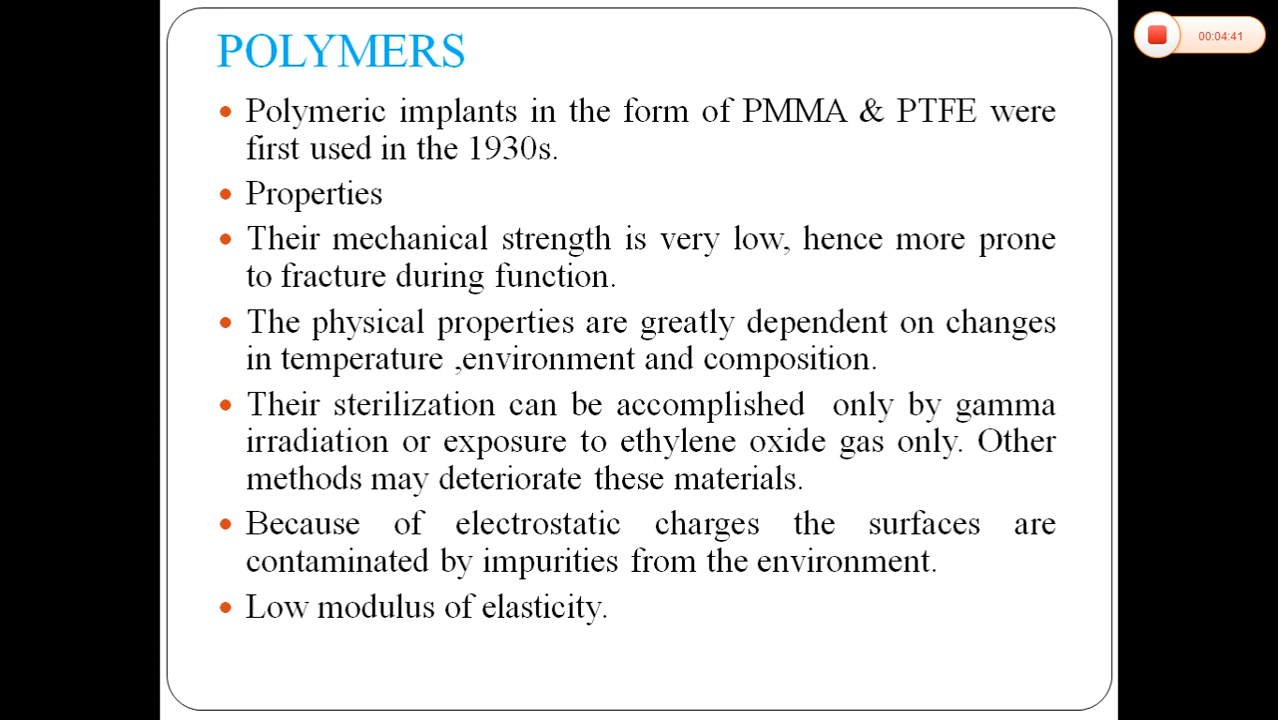 POLYMERS
00:04:41
• Polymeric implants in the form of PMMA & PTFE were
first used in the 1930s.
• Properties
• Their mechanical strength is very low, hence more prone
to fracture during function.
• The physical properties are greatly dependent on changes
in temperature ,environment and composition.
• Their sterilization can be accomplished only by gamma
irradiation or exposure to ethylene oxide gas only. Other
methods may deteriorate these materials.
• Because of electrostatic charges the surfaces are
contaminated by impurities from the environment.
• Low modulus of elasticity.